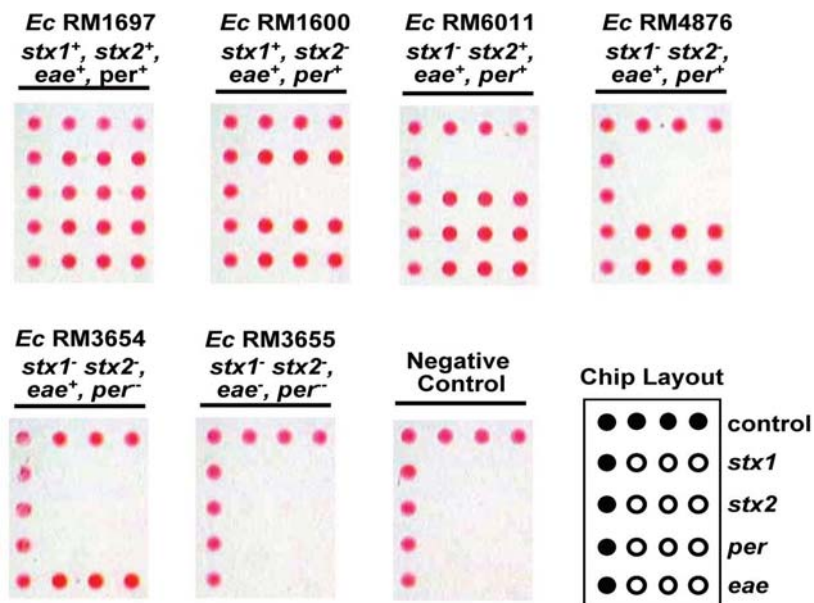 Ec RM1697
stx1⁺, stx2⁺,
eae⁺, per⁺
Ec RM1600
stx1⁺, stx2⁻
eae⁺, per⁺
Ec RM6011
stx1⁻ stx2⁺,
eae⁺, per⁺
Ec RM4876
stx1⁻ stx2⁻,
eae⁺, per⁺
Ec RM3654
stx1⁻ stx2⁻,
eae⁺, per⁻⁻
Ec RM3655
stx1⁻ stx2⁻,
eae⁻, per⁻⁻
Negative
Control
Chip Layout
control
stx1
stx2
per
eae